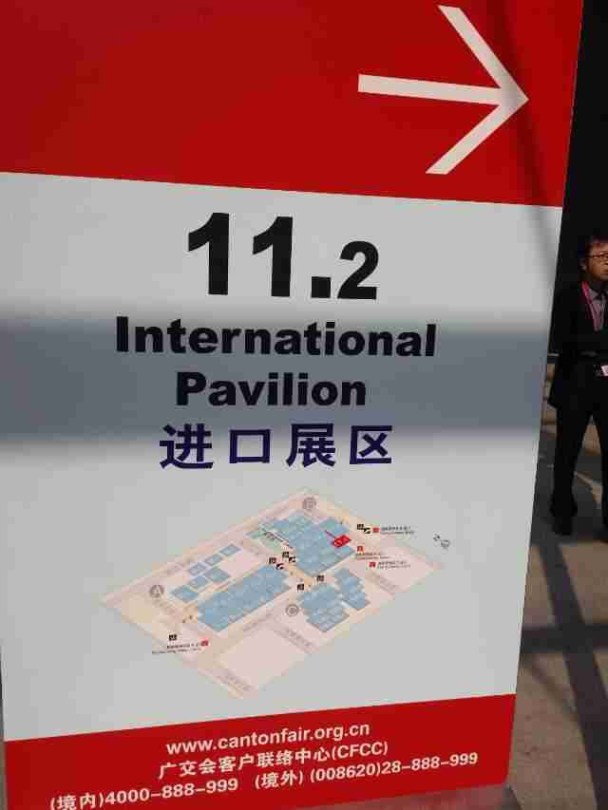 11.2
International
Pavilion
进口展区
A
C
www.cantonfair.org.cn
广交会客户联络中心(CFCC)
(境内)4000-888-999 (境外) (008620)28-888-999